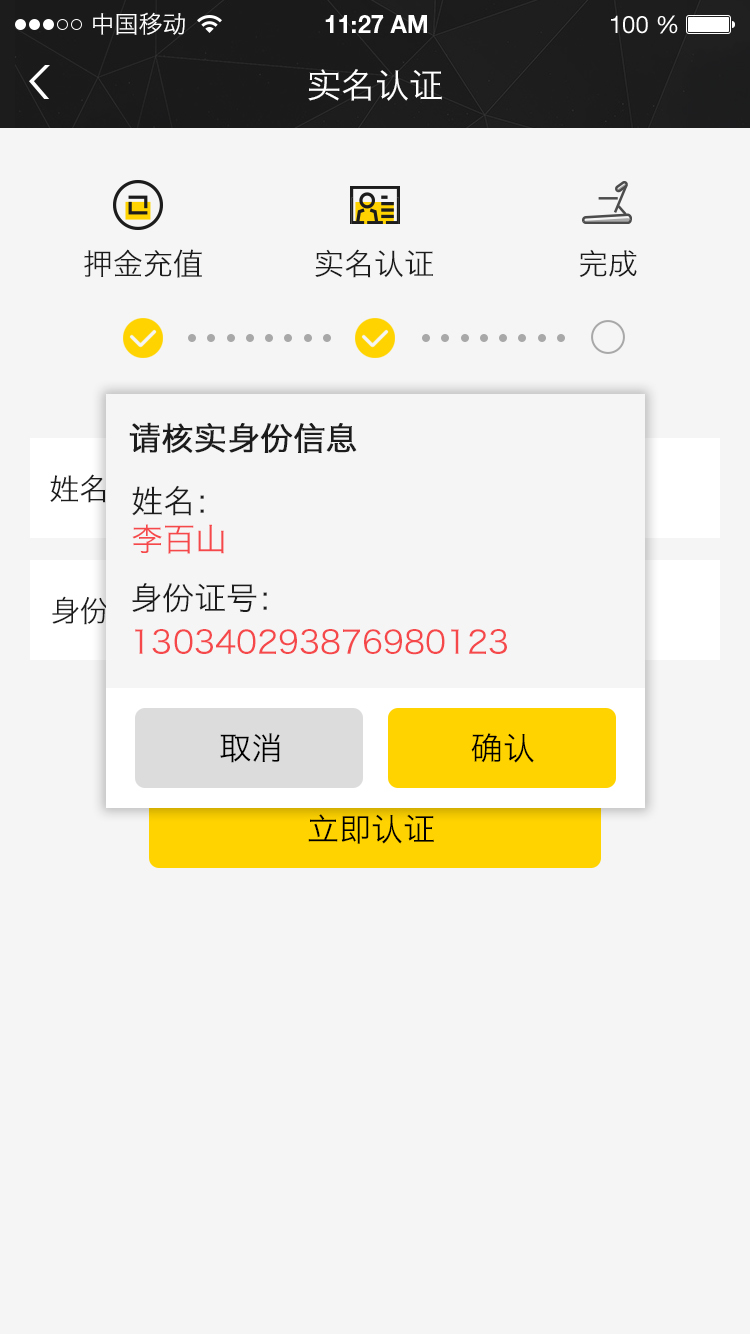 中国移动 11:27 AM 100 %
实名认证
押金充值 实名认证 完成
请核实身份信息
姓名
姓名：
李百山
身份
身份证号：
130340293876980123
取消 确认
立即认证